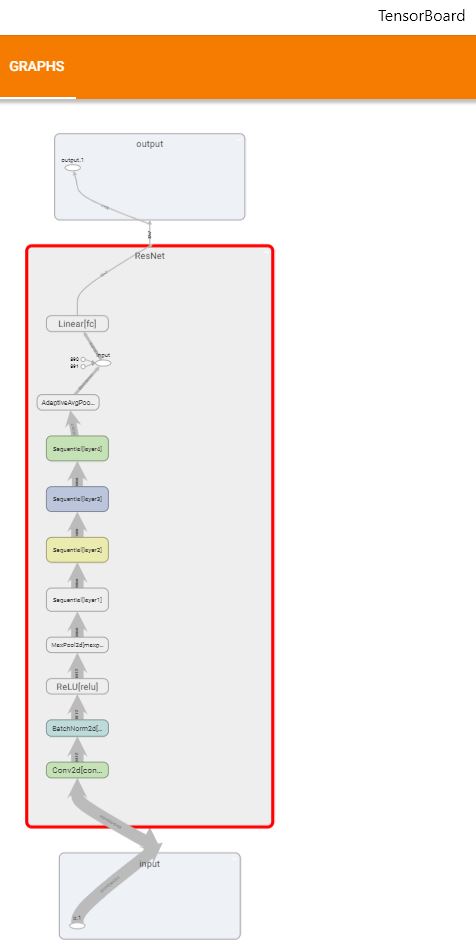 TensorBoard
GRAPHS
output
output.1
ResNet
Linear[fc]
input
AdaptiveAvgPoo...
Sequential[layer4]
Sequential[layer3]
Sequential[layer2]
Sequential[layer1]
MaxPool2d[maxp...
ReLU[relu]
BatchNorm2d[...
Conv2d[con...
input